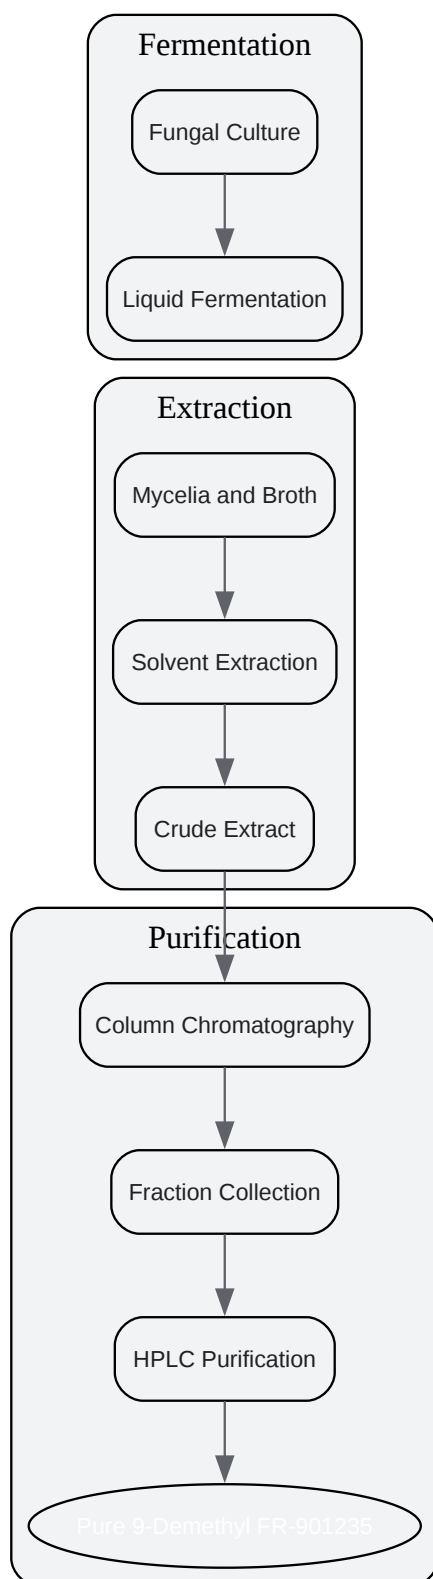 Fermentation
Fungal Culture
Liquid Fermentation
Extraction
Mycelia and Broth
Solvent Extraction
Crude Extract
Purification
Column Chromatography
Fraction Collection
HPLC Purification
Pure 9-Demethyl FR-901235